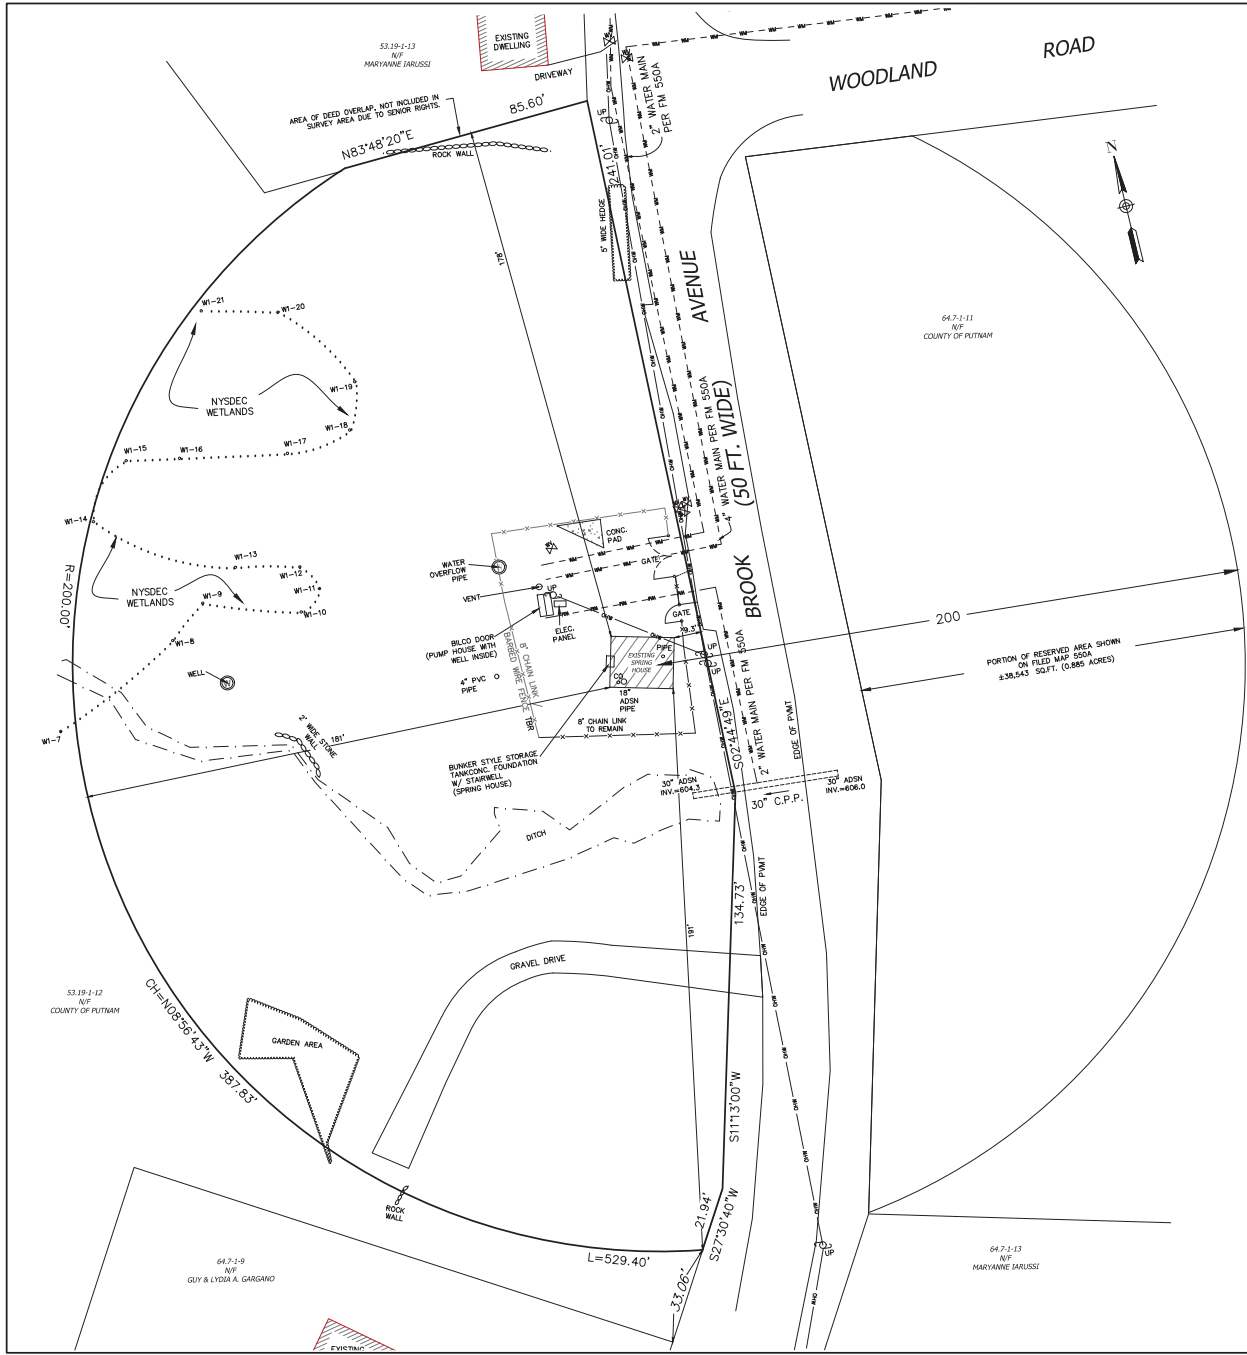 53.19-1-13
N/F
MARYANNE IARUSSI
EXISTING
DWELLING
DRIVEWAY
WOODLAND
ROAD
AREA OF DEED OVERLAP, NOT INCLUDED IN
SURVEY AREA DUE TO SENIOR RIGHTS.
N83°48'20"E
85.60'
ROCK WALL
UP
2" WATER MAIN
PER FM 550A
241.01'
5' WIDE HEDGE
N
178'
AVENUE
64.7-1-11
N/F
COUNTY OF PUTNAM
W1-21
W1-20
W1-19
W1-18
NYSDEC
WETLANDS
W1-17
W1-16
W1-15
W1-14
(50 FT. WIDE)
4" WATER MAIN PER FM 550A
BROOK
CONC.
PAD
GATE
WATER
OVERFLOW
PIPE
W1-13
W1-12
W1-11
W1-10
W1-9
W1-8
W1-7
NYSDEC
WETLANDS
R=200.00'
VENT
UP
GATE
9.3'
ELEC.
PANEL
BILCO DOOR
(PUMP HOUSE WITH
WELL INSIDE)
8' CHAIN LINK /
BARBED WIRE FENCE
TBR
PIPE
EXISTING
SPRING
HOUSE
CO
UP
UP
200
PORTION OF RESERVED AREA SHOWN
ON FILED MAP 550A
±38,543 SQ.FT. (0.885 ACRES)
WELL
4" PVC
PIPE
18"
ADSN
PIPE
8' CHAIN LINK
TO REMAIN
2' WIDE STONE
WALL
181'
S02°44'49"E
2" WATER MAIN PER FM 550A
EDGE OF PVMT
BUNKER STYLE STORAGE
TANKCONC. FOUNDATION
W/ STAIRWELL
(SPRING HOUSE)
30" ADSN
INV.=604.3
30" ADSN
INV.=606.0
30" C.P.P.
DITCH
134.73'
EDGE OF PVMT
191'
GRAVEL DRIVE
53.19-1-12
N/F
COUNTY OF PUTNAM
CH=N08°56'43"W 387.83'
GARDEN AREA
S11°13'00"W
ROCK
WALL
21.94'
S27°30'40"W
L=529.40'
33.06'
UP
64.7-1-9
N/F
GUY & LYDIA A. GARGANO
64.7-1-13
N/F
MARYANNE IARUSSI
EXISTING